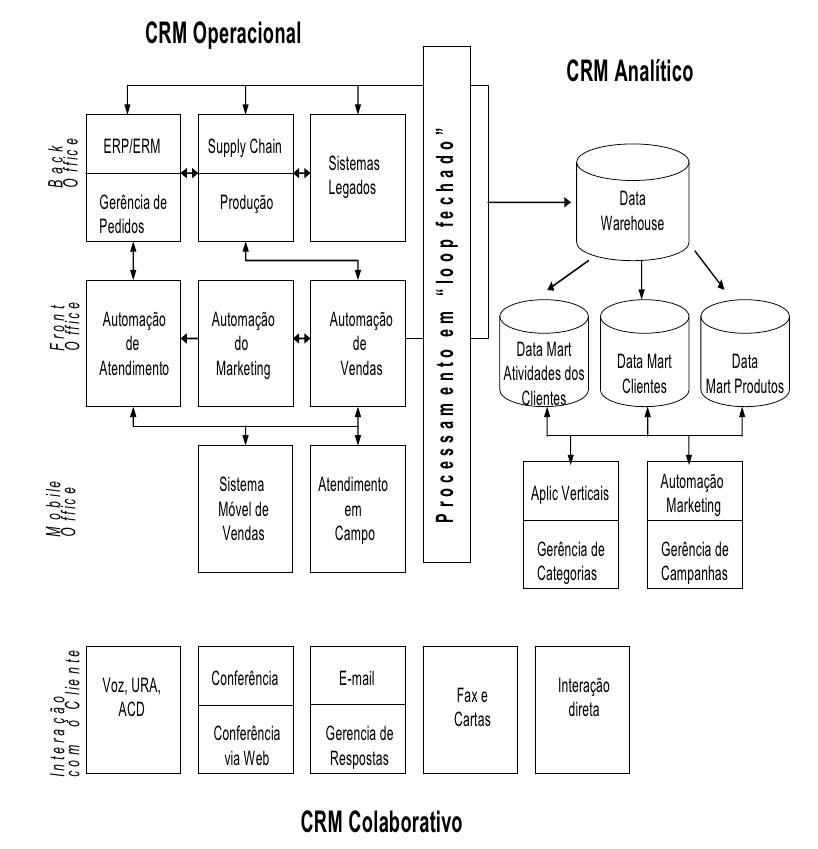 CRM Operacional
CRM Analítico
Back
Office
ERP/ERM
Gerência de
Pedidos
Supply Chain
Produção
Sistemas
Legados
Processamento em “loop fechado”
Data
Warehouse
Front
Office
Automação
de
Atendimento
Automação
do
Marketing
Automação
de
Vendas
Data Mart
Atividades dos
Clientes
Data Mart
Clientes
Data
Mart Produtos
Mobile
Office
Sistema
Móvel de
Vendas
Atendimento
em
Campo
Aplic Verticais
Gerência de
Categorias
Automação
Marketing
Gerência de
Campanhas
Interação
com o Cliente
Voz, URA,
ACD
Conferência
Conferência
via Web
E-mail
Gerencia de
Respostas
Fax e
Cartas
Interação
direta
CRM Colaborativo